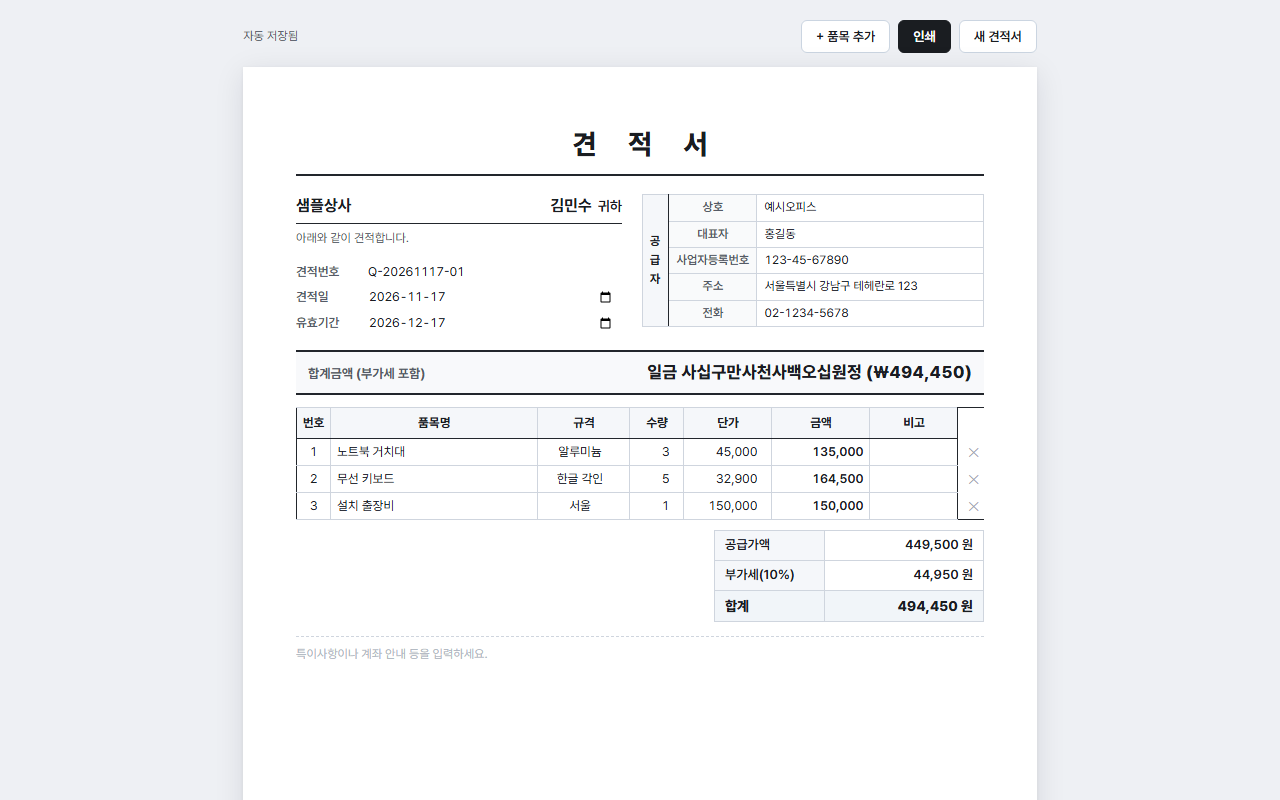 자동 저장됨
+ 품목 추가
인쇄
새 견적서
견 적 서
샘플상사 김민수 귀하
아래와 같이 견적합니다.
견적번호 Q-20261117-01
견적일 2026-11-17
유효기간 2026-12-17
공급자
상호 예시오피스
대표자 홍길동
사업자등록번호 123-45-67890
주소 서울특별시 강남구 테헤란로 123
전화 02-1234-5678
합계금액 (부가세 포함) 일금 사십구만사천사백오십원정 (₩494,450)
번호 품목명 규격 수량 단가 금액 비고
1 노트북 거치대 알루미늄 3 45,000 135,000
2 무선 키보드 한글 각인 5 32,900 164,500
3 설치 출장비 서울 1 150,000 150,000
공급가액 449,500 원
부가세(10%) 44,950 원
합계 494,450 원
특이사항이나 계좌 안내 등을 입력하세요.